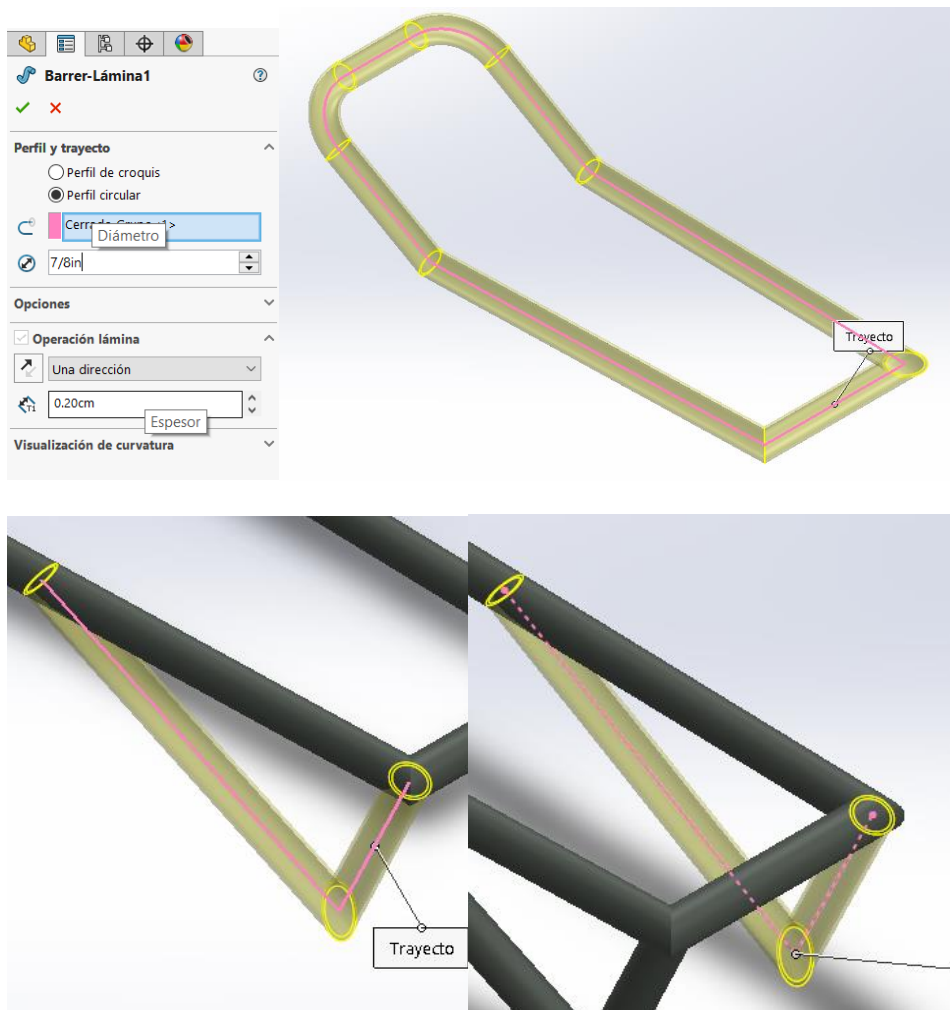 Barrer-Lámina1
Perfil y trayecto
Perfil de croquis
Perfil circular
Diámetro
7/8in
Opciones
Operación lámina
Una dirección
0.20cm
Espesor
Visualización de curvatura
Trayecto
Trayecto